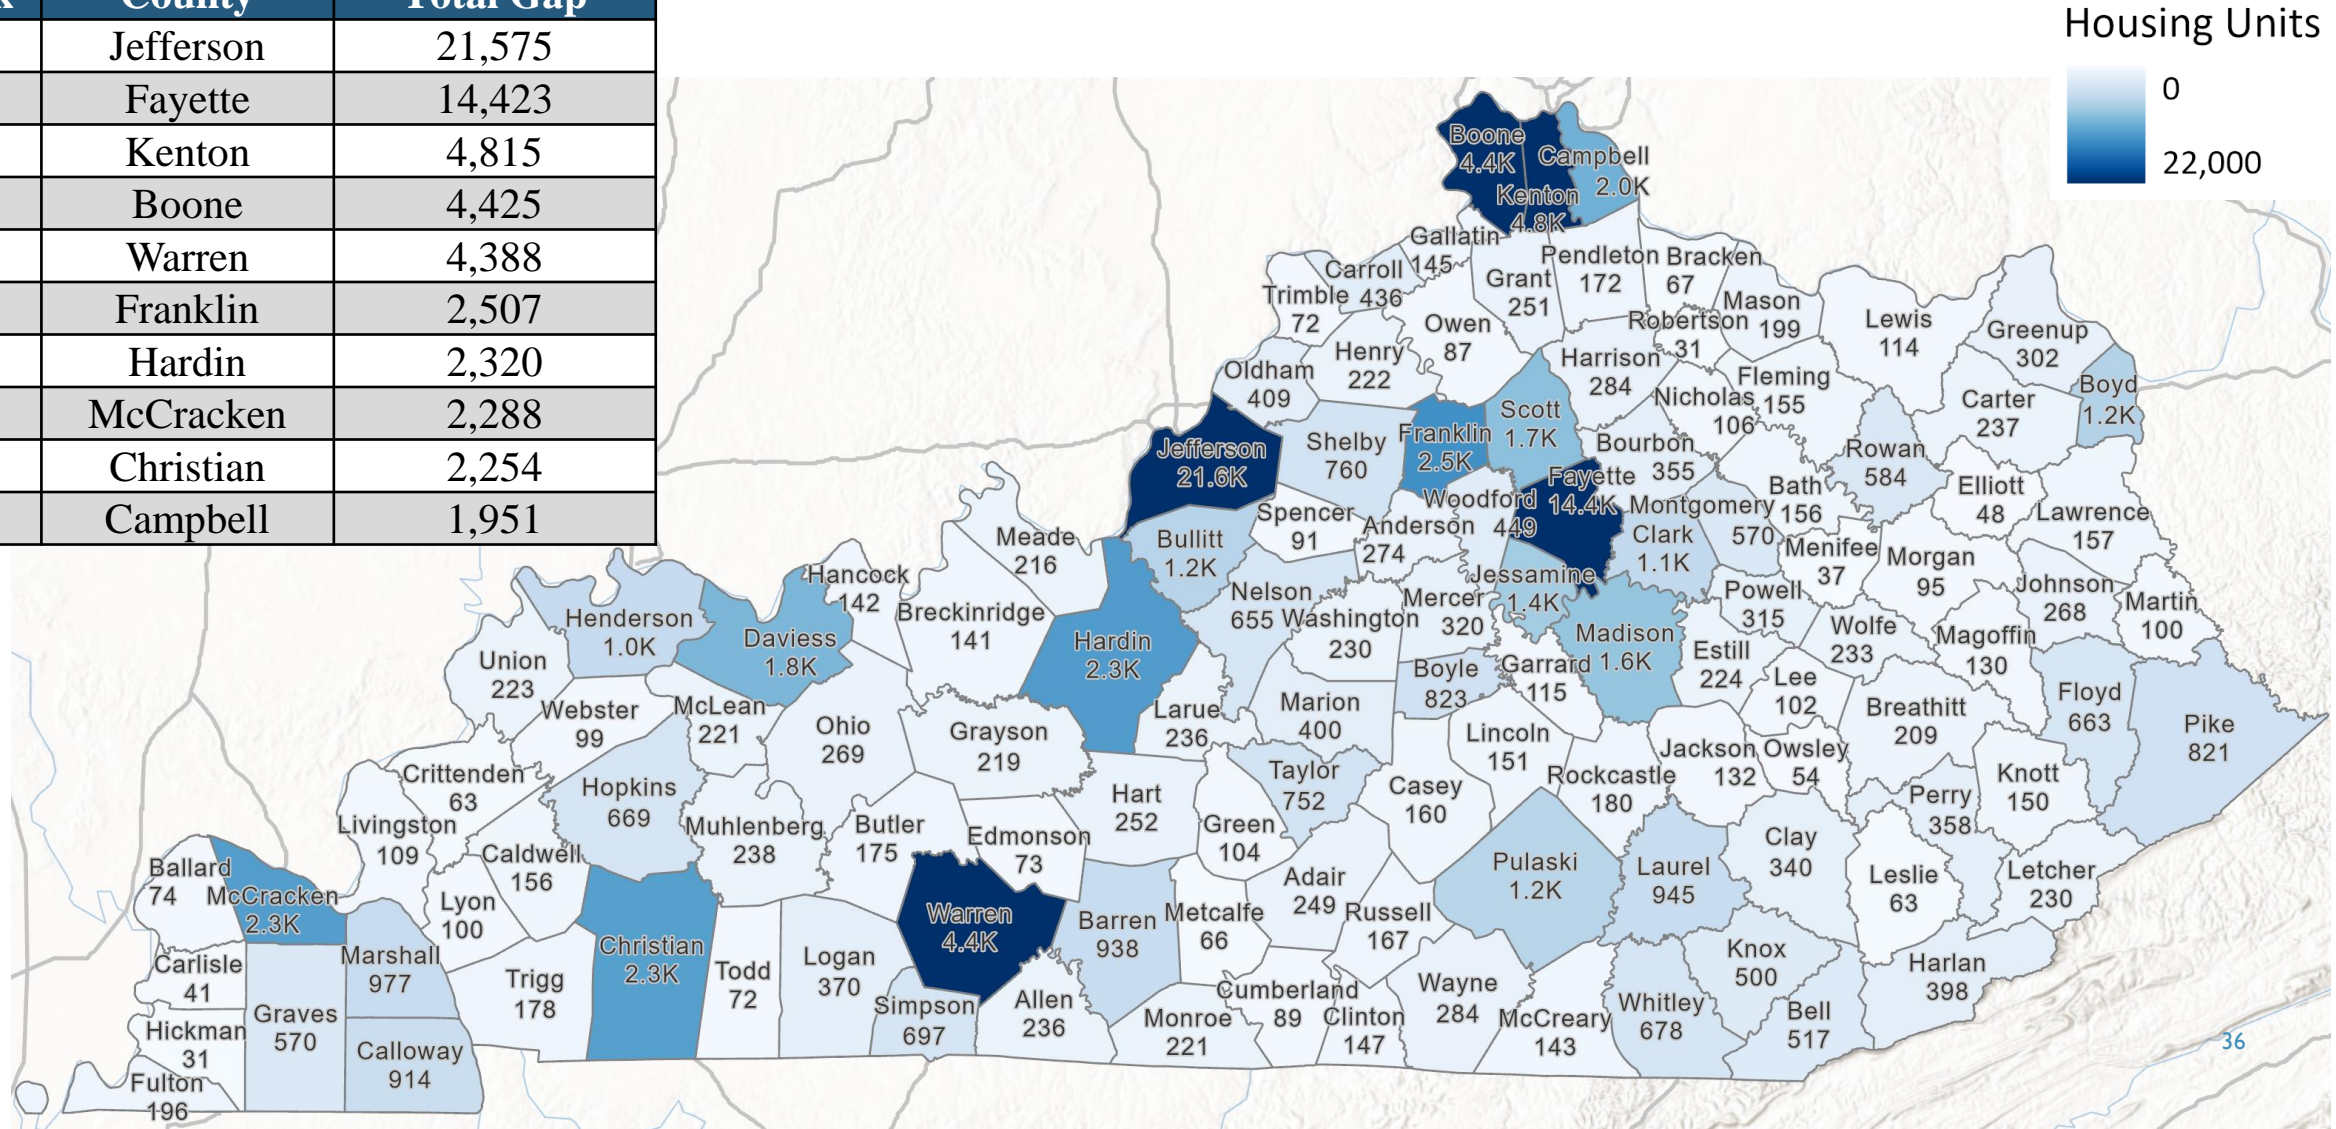 County Total Gap
Jefferson 21,575
Fayette 14,423
Kenton 4,815
Boone 4,425
Warren 4,388
Franklin 2,507
Hardin 2,320
McCracken 2,288
Christian 2,254
Campbell 1,951
Housing Units
0
22,000
Boone
4.4K
Campbell
2.0K
Kenton
4.8K
Gallatin
145
Carroll
436
Trimble
72
Grant
251
Pendleton
172
Bracken
67
Mason
199
Robertson
31
Lewis
114
Greenup
302
Boyd
1.2K
Owen
87
Henry
222
Oldham
409
Harrison
284
Nicholas
106
Fleming
155
Carter
237
Jefferson
21.6K
Shelby
760
Franklin
2.5K
Scott
1.7K
Bourbon
355
Rowan
584
Fayette
14.4K
Woodford
449
Montgomery
570
Bath
156
Elliott
48
Lawrence
157
Spencer
91
Anderson
274
Clark
1.1K
Menifee
37
Morgan
95
Meade
216
Bullitt
1.2K
Nelson
655
Washington
230
Mercer
320
Jessamine
1.4K
Powell
315
Johnson
268
Martin
100
Hancock
142
Breckinridge
141
Henderson
1.0K
Daviess
1.8K
Hardin
2.3K
Madison
1.6K
Estill
224
Wolfe
233
Magoffin
130
Union
223
Boyle
823
Garrard
115
Lee
102
Floyd
663
Pike
821
Webster
99
McLean
221
Ohio
269
Grayson
219
Larue
236
Marion
400
Lincoln
151
Breathitt
209
Jackson
132
Owsley
54
Rockcastle
180
Crittenden
63
Hopkins
669
Taylor
752
Casey
160
Knott
150
Perry
358
Hart
252
Livingston
109
Muhlenberg
238
Butler
175
Edmonson
73
Green
104
Clay
340
Ballard
74
McCracken
2.3K
Caldwell
156
Pulaski
1.2K
Laurel
945
Leslie
63
Letcher
230
Adair
249
Lyon
100
Warren
4.4K
Barren
938
Metcalfe
66
Russell
167
Christian
2.3K
Marshall
977
Carlisle
41
Trigg
178
Todd
72
Logan
370
Knox
500
Harlan
398
Simpson
697
Allen
236
Cumberland
89
Wayne
284
Graves
570
Hickman
31
Monroe
221
Clinton
147
McCreary
143
Whitley
678
Bell
517
Calloway
914
Fulton
196
36